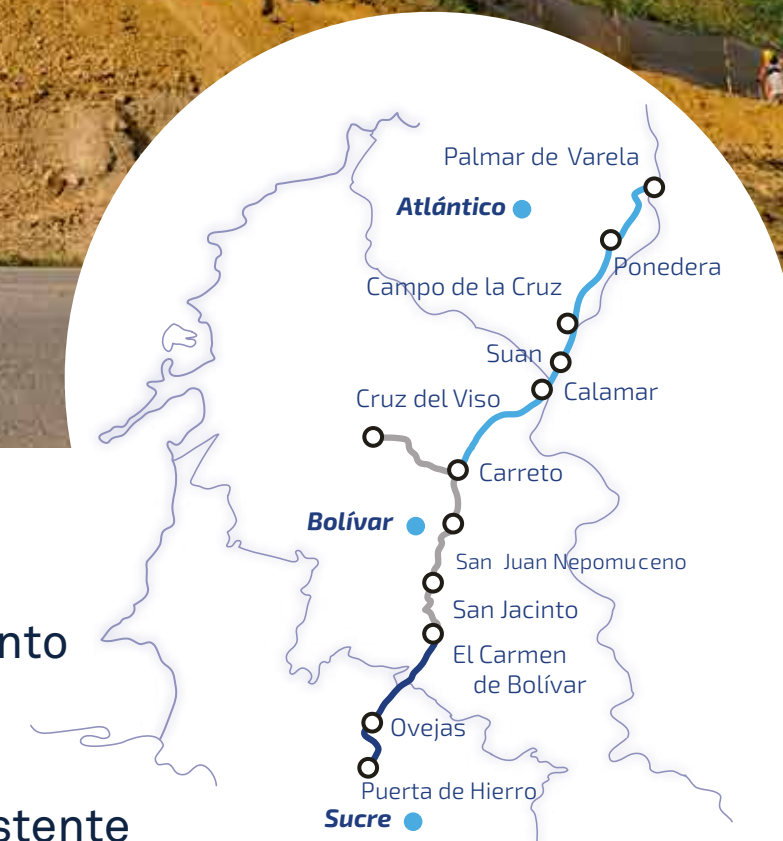 Palmar de Varela
Atlántico
Ponedera
Campo de la Cruz
Suan
Calamar
Cruz del Viso
Carreto
Bolívar
San Juan Nepomuceno
San Jacinto
El Carmen
de Bolívar
Ovejas
Puerta de Hierro
Sucre